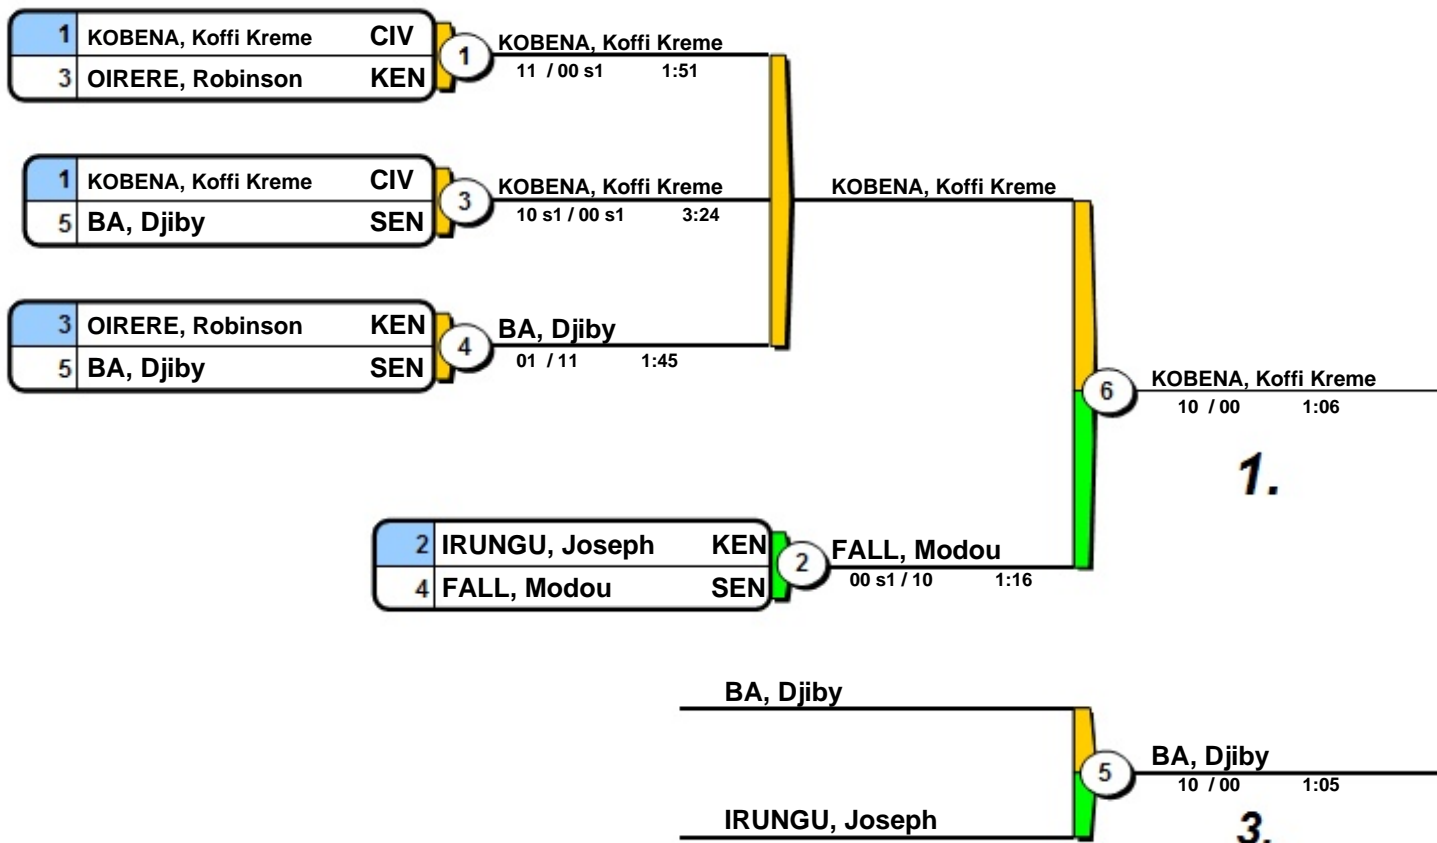 1 KOBENA, Koffi Kreme CIV
3 OIRERE, Robinson KEN
1
KOBENA, Koffi Kreme
11 / 00 s1 1:51
1 KOBENA, Koffi Kreme CIV
5 BA, Djiby SEN
3
KOBENA, Koffi Kreme
10 s1 / 00 s1 3:24
KOBENA, Koffi Kreme
3 OIRERE, Robinson KEN
5 BA, Djiby SEN
4
BA, Djiby
01 / 11 1:45
6
KOBENA, Koffi Kreme
10 / 00 1:06
1.
2 IRUNGU, Joseph KEN
4 FALL, Modou SEN
2
FALL, Modou
00 s1 / 10 1:16
BA, Djiby
IRUNGU, Joseph
5
BA, Djiby
10 / 00 1:05
3.